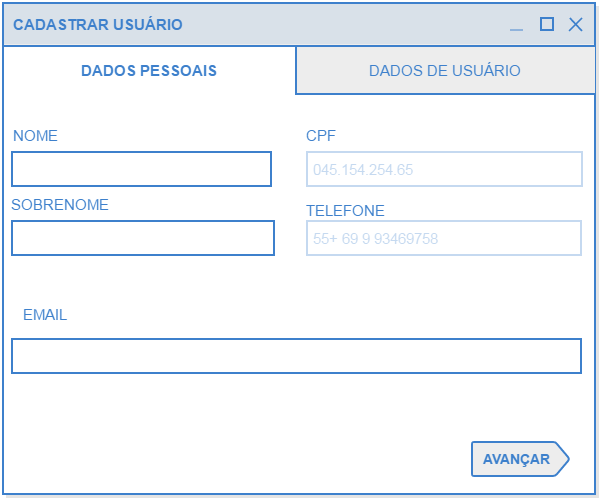 CADASTRAR USUÁRIO
DADOS PESSOAIS
DADOS DE USUÁRIO
NOME
CPF
045.154.254.65
SOBRENOME
TELEFONE
55+ 69 9 93469758
EMAIL
AVANÇAR